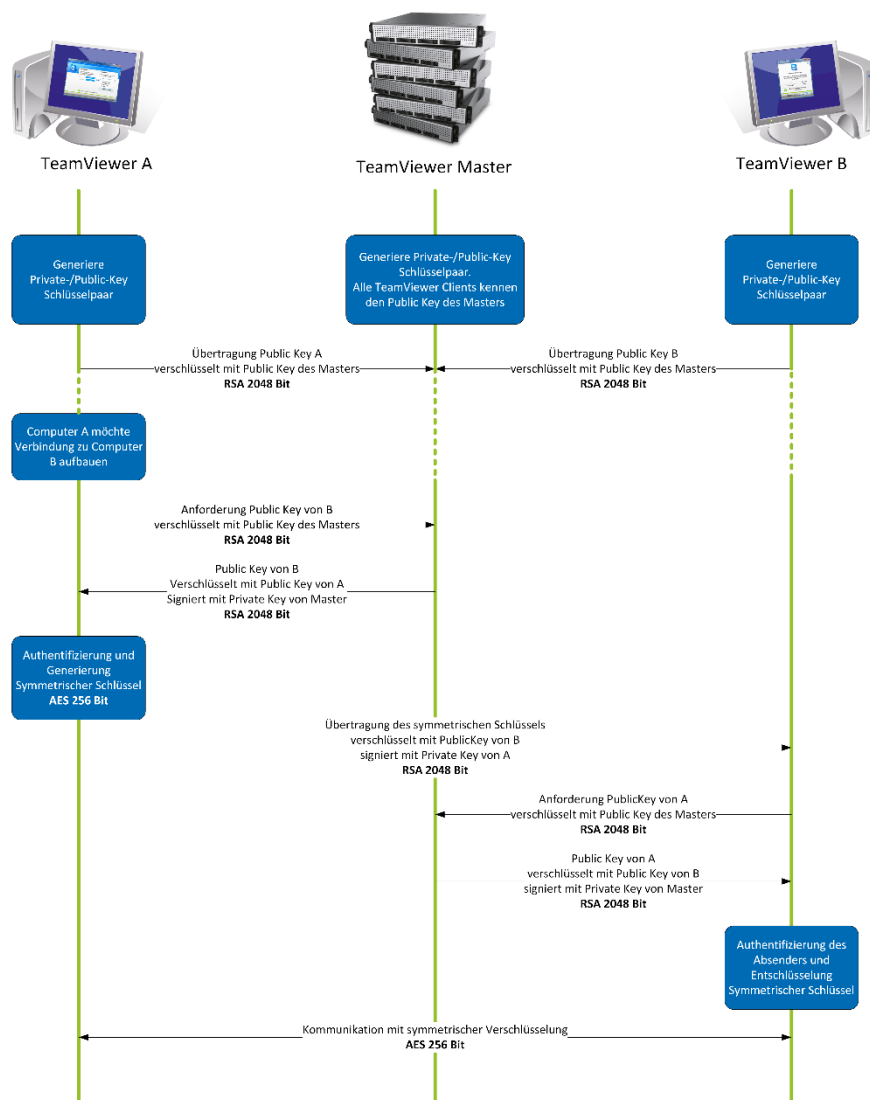 TeamViewer A
TeamViewer Master
TeamViewer B
Generiere
Private-/Public-Key
Schlüsselpaar
Generiere Private-/Public-Key
Schlüsselpaar.
Alle TeamViewer Clients kennen
den Public Key des Masters
Generiere
Private-/Public-Key
Schlüsselpaar
Übertragung Public Key A
verschlüsselt mit Public Key des Masters
RSA 2048 Bit
Übertragung Public Key B
verschlüsselt mit Public Key des Masters
RSA 2048 Bit
Computer A möchte
Verbindung zu Computer
B aufbauen
Anforderung Public Key von B
verschlüsselt mit Public Key des Masters
RSA 2048 Bit
Public Key von B
Verschlüsselt mit Public Key von A
Signiert mit Private Key von Master
RSA 2048 Bit
Authentifizierung und
Generierung
Symmetrischer Schlüssel
AES 256 Bit
Übertragung des symmetrischen Schlüssels
verschlüsselt mit PublicKey von B
signiert mit Private Key von A
RSA 2048 Bit
Anforderung PublicKey von A
verschlüsselt mit Public Key des Masters
RSA 2048 Bit
Public Key von A
verschlüsselt mit Public Key von B
signiert mit Private Key von Master
RSA 2048 Bit
Authentifizierung des
Absenders und
Entschlüsselung
Symmetrischer Schlüssel
Kommunikation mit symmetrischer Verschlüsselung
AES 256 Bit